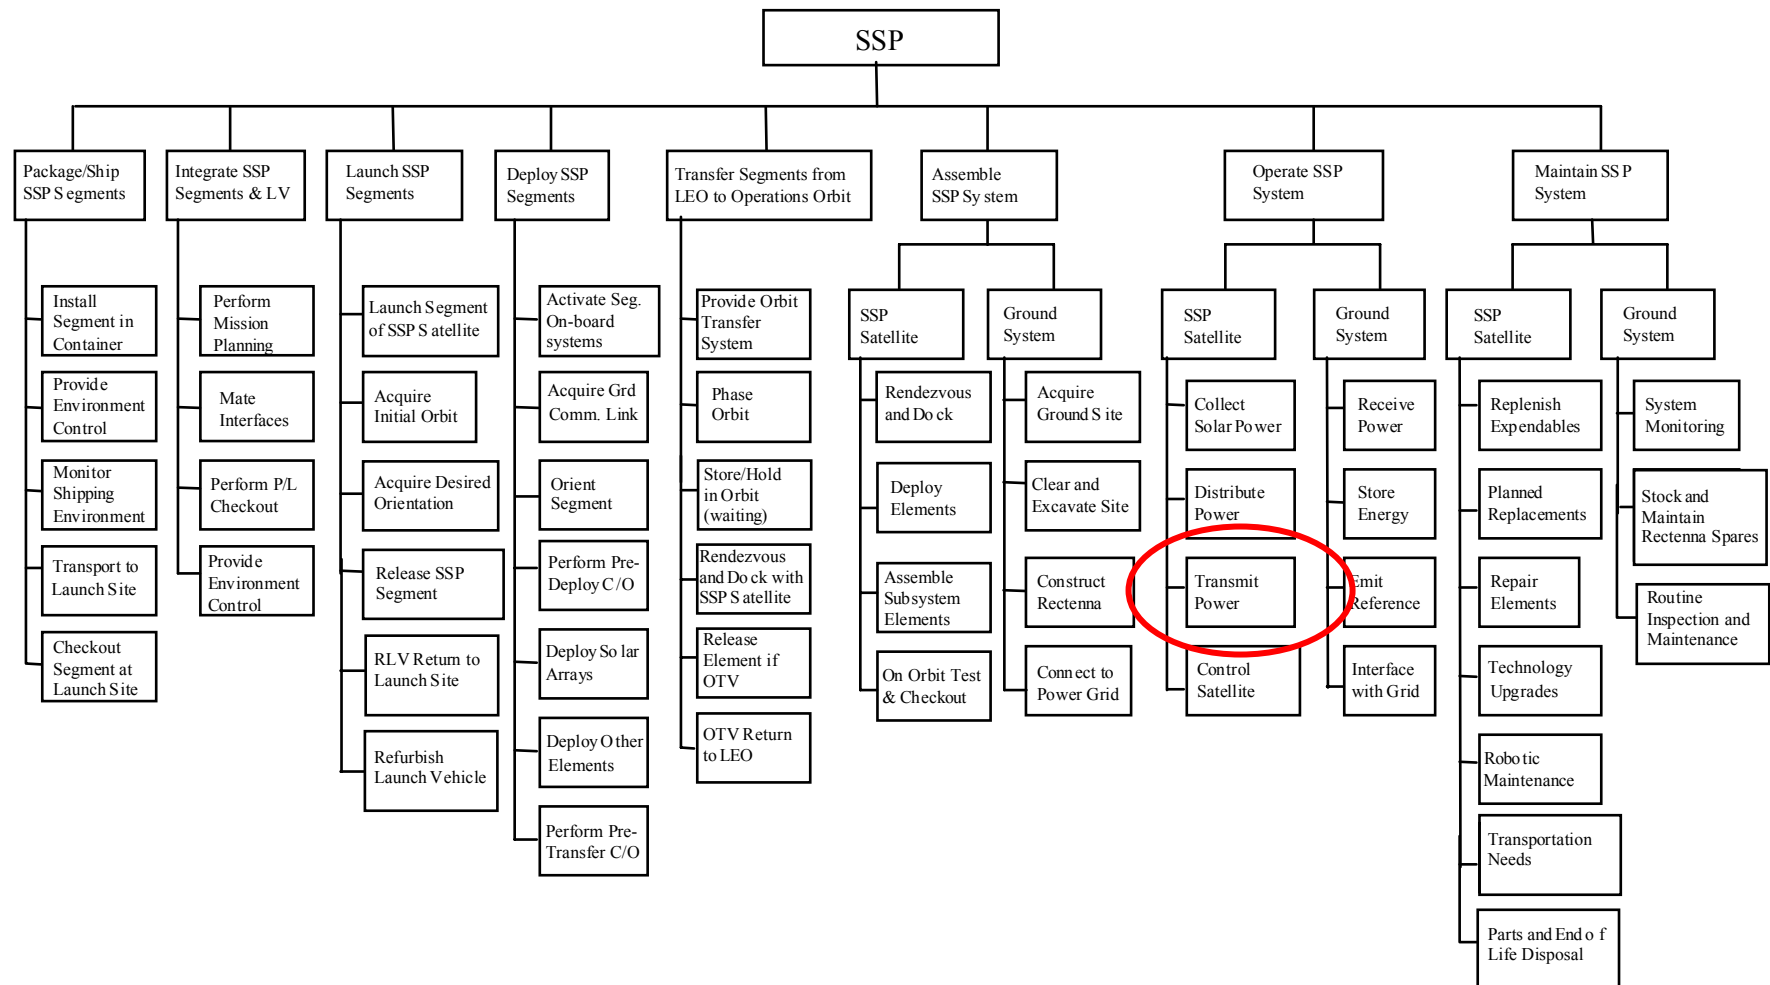 SSP
Package/Ship
SSP Segments
Integrate SSP
Segments & LV
Launch SSP
Segments
Deploy SSP
Segments
Transfer Segments from
LEO to Operations Orbit
Assemble
SSP System
Operate SSP
System
Maintain SSP
System
Install
Segment in
Container
Provide
Environment
Control
Monitor
Shipping
Environment
Transport to
Launch Site
Checkout
Segment at
Launch Site
Perform
Mission
Planning
Mate
Interfaces
Perform P/L
Checkout
Provide
Environment
Control
Launch Segment
of SSP Satellite
Acquire
Initial Orbit
Acquire Desired
Orientation
Release SSP
Segment
RLV Return to
Launch Site
Refurbish
Launch Vehicle
Activate Seg.
On-board
systems
Acquire Grd
Comm. Link
Orient
Segment
Perform Pre-
Deploy C/O
Deploy Solar
Arrays
Deploy Other
Elements
Perform Pre-
Transfer C/O
Provide Orbit
Transfer
System
Phase
Orbit
Store/Hold
in Orbit
(waiting)
Rendezvous
and Dock with
SSP Satellite
Release
Element if
OTV
OTV Return
to LEO
SSP
Satellite
Rendezvous
and Dock
Deploy
Elements
Assemble
Subsystem
Elements
On Orbit Test
& Checkout
Ground
System
Acquire
Ground Site
Clear and
Excavate Site
Construct
Rectenna
Connect to
Power Grid
SSP
Satellite
Collect
Solar Power
Distribute
Power
Transmit
Power
Control
Satellite
Ground
System
Receive
Power
Store
Energy
Emit
Reference
Interface
with Grid
SSP
Satellite
Replenish
Expendables
Planned
Replacements
Repair
Elements
Technology
Upgrades
Robotic
Maintenance
Transportation
Needs
Parts and End of
Life Disposal
Ground
System
System
Monitoring
Stock and
Maintain
Rectenna Spares
Routine
Inspection and
Maintenance